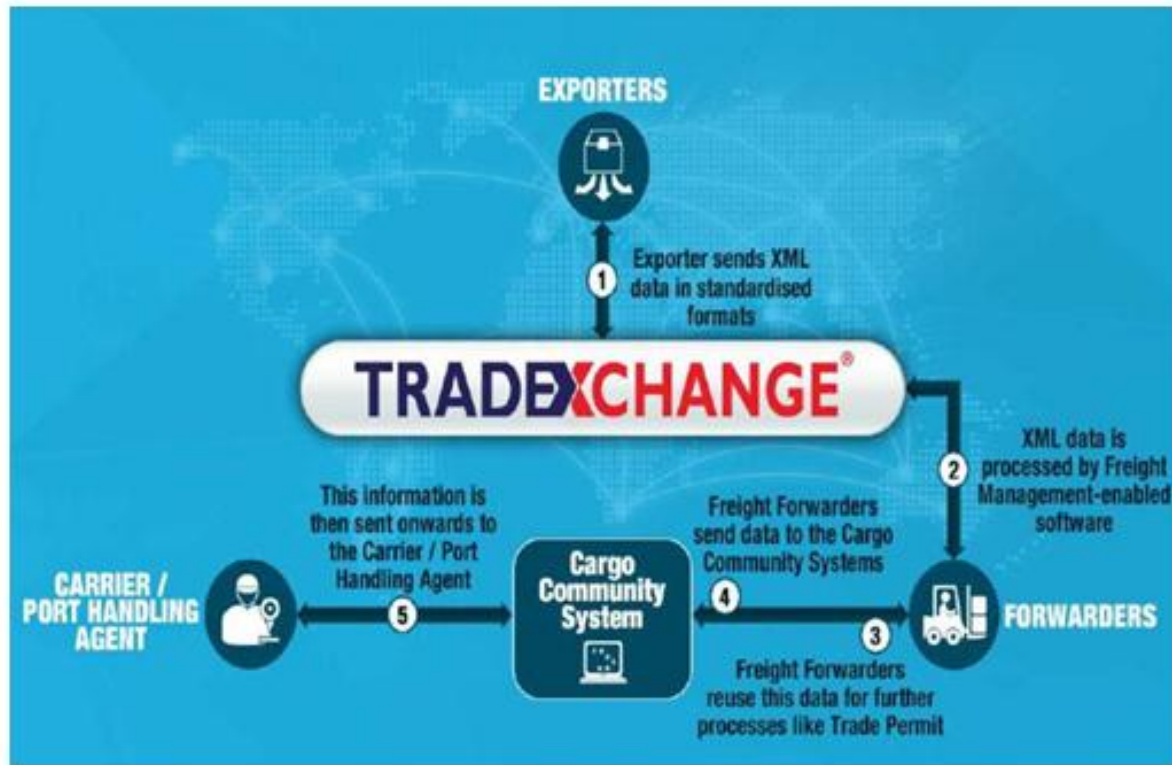 EXPORTERS
1
Exporter sends XML
data in standardised
formats
TRADEXCHANGE®
2
XML data is
processed by Freight
Management-enabled
software
This information is
then sent onwards to
the Carrier / Port
Handling Agent
Freight Forwarders
send data to the Cargo
Community Systems
CARRIER /
PORT HANDLING
AGENT
5
Cargo
Community
System
4
3
FORWARDERS
Freight Forwarders
reuse this data for further
processes like Trade Permit